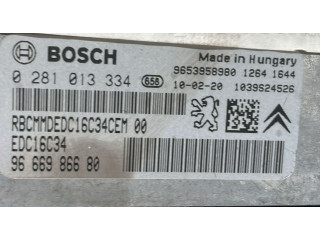 BOSCH
Made in Hungary
0 281 013 334 658
9653958980 1264 1644
10-02-20 1039S24526
RBCMMDEDC16C34CEM 00
EDC16C34
96 669 866 80